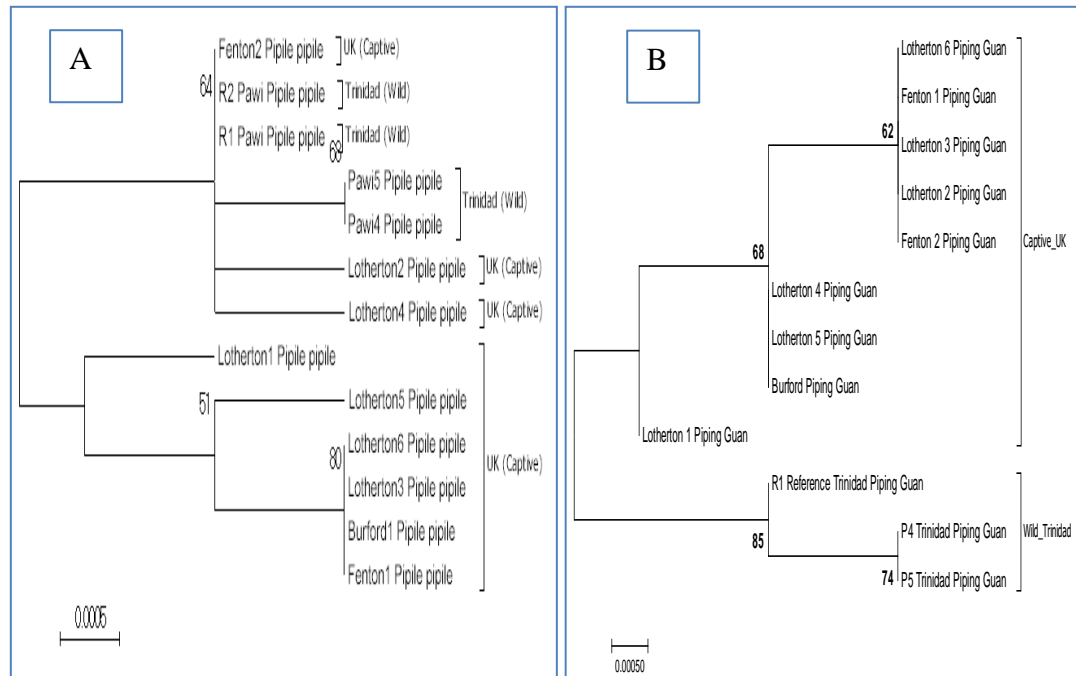 A
Fenton2 Pipile pipile
UK (Captive)
64
R2 Pawi Pipile pipile
Trinidad (Wild)
R1 Pawi Pipile pipile
Trinidad (Wild)
68
Pawi5 Pipile pipile
Trinidad (Wild)
Pawi4 Pipile pipile
Lotherton2 Pipile pipile
UK (Captive)
Lotherton4 Pipile pipile
UK (Captive)
Lotherton1 Pipile pipile
51
Lotherton5 Pipile pipile
Lotherton6 Pipile pipile
80
UK (Captive)
Lotherton3 Pipile pipile
Burford1 Pipile pipile
Fenton1 Pipile pipile
0.0005
B
Lotherton 6 Piping Guan
Fenton 1 Piping Guan
62
Lotherton 3 Piping Guan
Lotherton 2 Piping Guan
Fenton 2 Piping Guan
Captive_UK
68
Lotherton 4 Piping Guan
Lotherton 5 Piping Guan
Burford Piping Guan
Lotherton 1 Piping Guan
R1 Reference Trinidad Piping Guan
P4 Trinidad Piping Guan
Wild_Trinidad
85
74
P5 Trinidad Piping Guan
0.00050